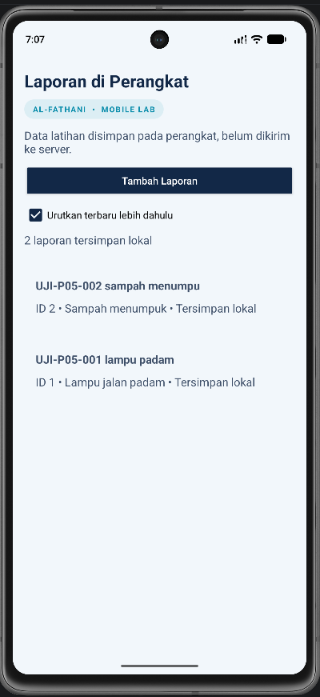 7:07
Laporan di Perangkat
AL-FATHANI • MOBILE LAB
Data latihan disimpan pada perangkat, belum dikirim
ke server.
Tambah Laporan
Urutkan terbaru lebih dahulu
2 laporan tersimpan lokal
UJI-P05-002 sampah menumpu
ID 2 • Sampah menumpuk • Tersimpan lokal
UJI-P05-001 lampu padam
ID 1 • Lampu jalan padam • Tersimpan lokal